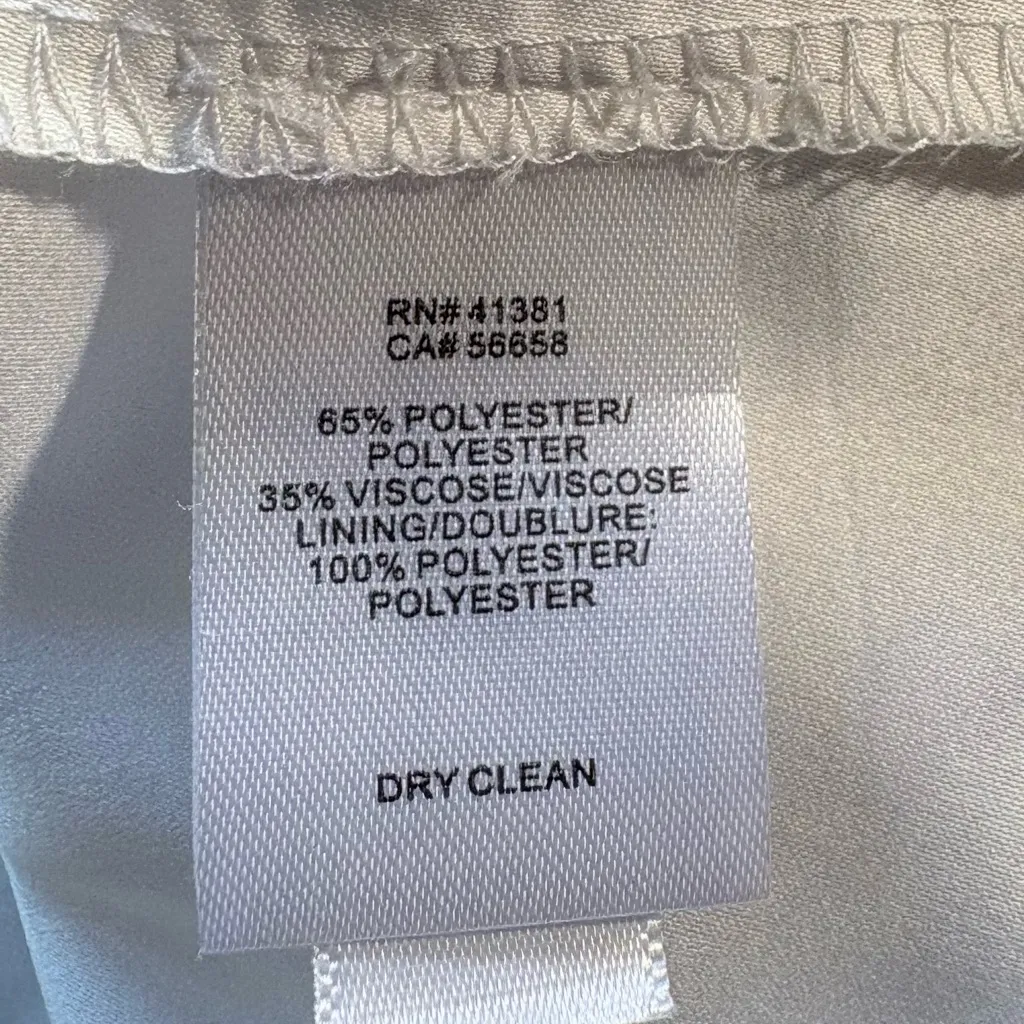 RN# 41381
CA# 56658
65% POLYESTER/
POLYESTER
35% VISCOSE/VISCOSE
LINING/DOUBLURE:
100% POLYESTER/
POLYESTER
DRY CLEAN